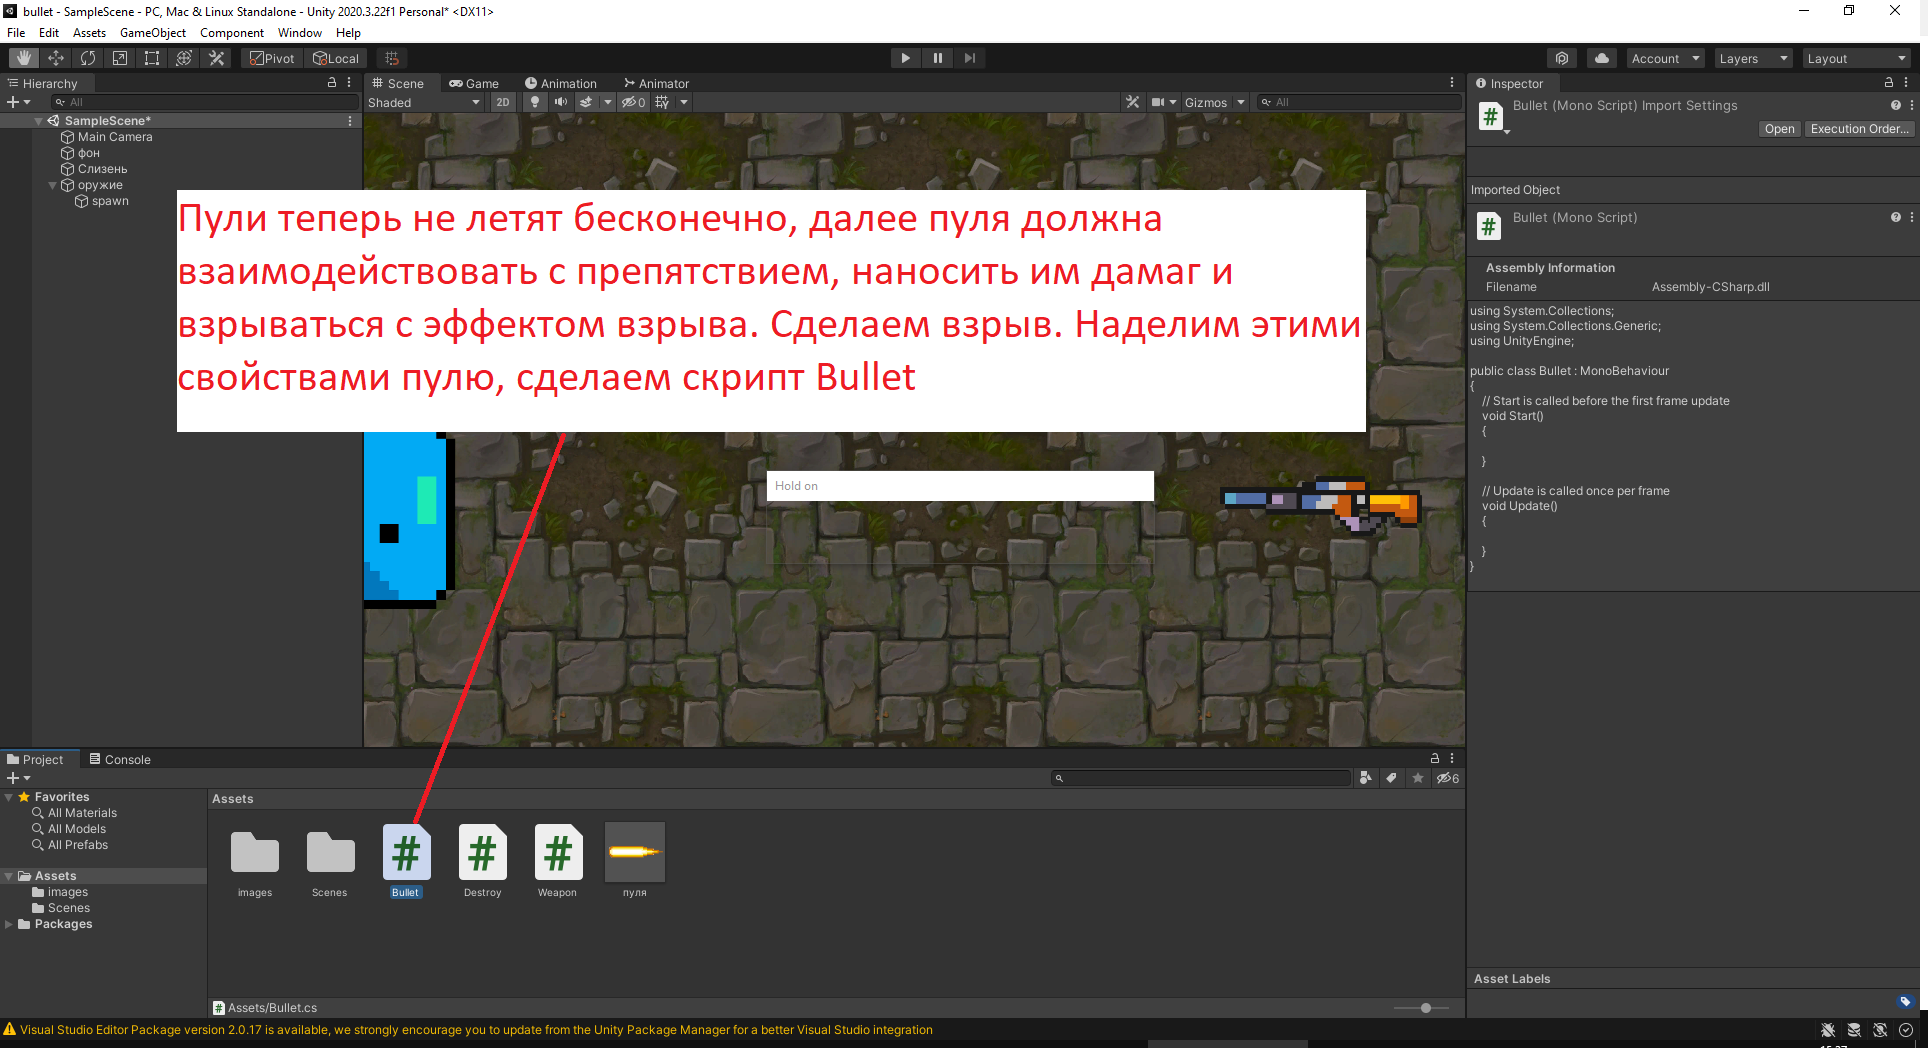 bullet - SampleScene - PC, Mac & Linux Standalone - Unity 2020.3.22f1 Personal* <DX11>
File Edit Assets GameObject Component Window Help
Pivot Local Account Layers Layout
Hierarchy
All
SampleScene*
Main Camera
фон
Слизень
оружие
spawn
Scene Game Animation Animator
Shaded 2D 0 Gizmos All
Пули теперь не летят бесконечно, далее пуля должна
взаимодействовать с препятствием, наносить им дамаг и
взрываться с эффектом взрыва. Сделаем взрыв. Наделим этими
свойствами пулю, сделаем скрипт Bullet
Hold on
Inspector
Bullet (Mono Script) Import Settings
Open Execution Order...
Imported Object
Bullet (Mono Script)
Assembly Information
Filename Assembly-CSharp.dll
using System.Collections;
using System.Collections.Generic;
using UnityEngine;
public class Bullet : MonoBehaviour
{
// Start is called before the first frame update
void Start()
{
}
// Update is called once per frame
void Update()
{
}
}
Asset Labels
Project Console
6
Favorites
All Materials
All Models
All Prefabs
Assets
images
Scenes
Packages
Assets
# # #
images Scenes Bullet Destroy Weapon пуля
Assets/Bullet.cs
Visual Studio Editor Package version 2.0.17 is available, we strongly encourage you to update from the Unity Package Manager for a better Visual Studio integration